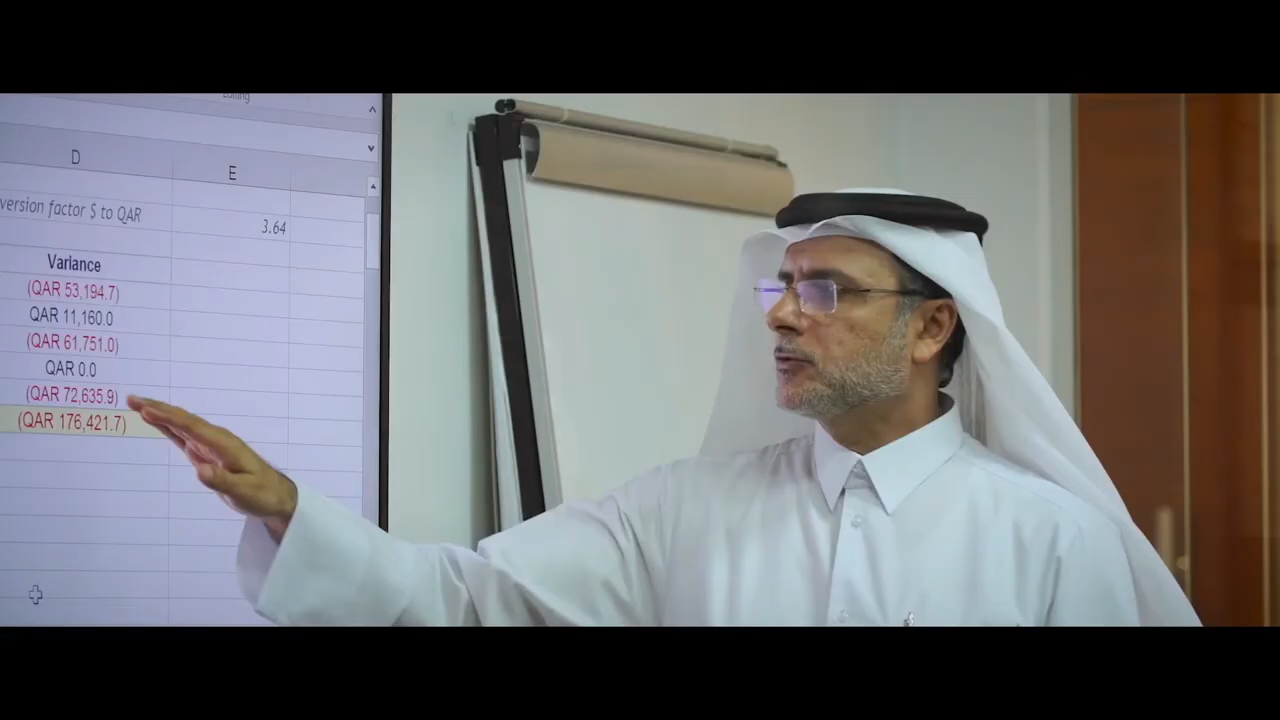 Editing
D E
version factor $ to QAR 3.64
Variance
(QAR 53,194.7)
QAR 11,160.0
(QAR 61,751.0)
QAR 0.0
(QAR 72,635.9)
(QAR 176,421.7)